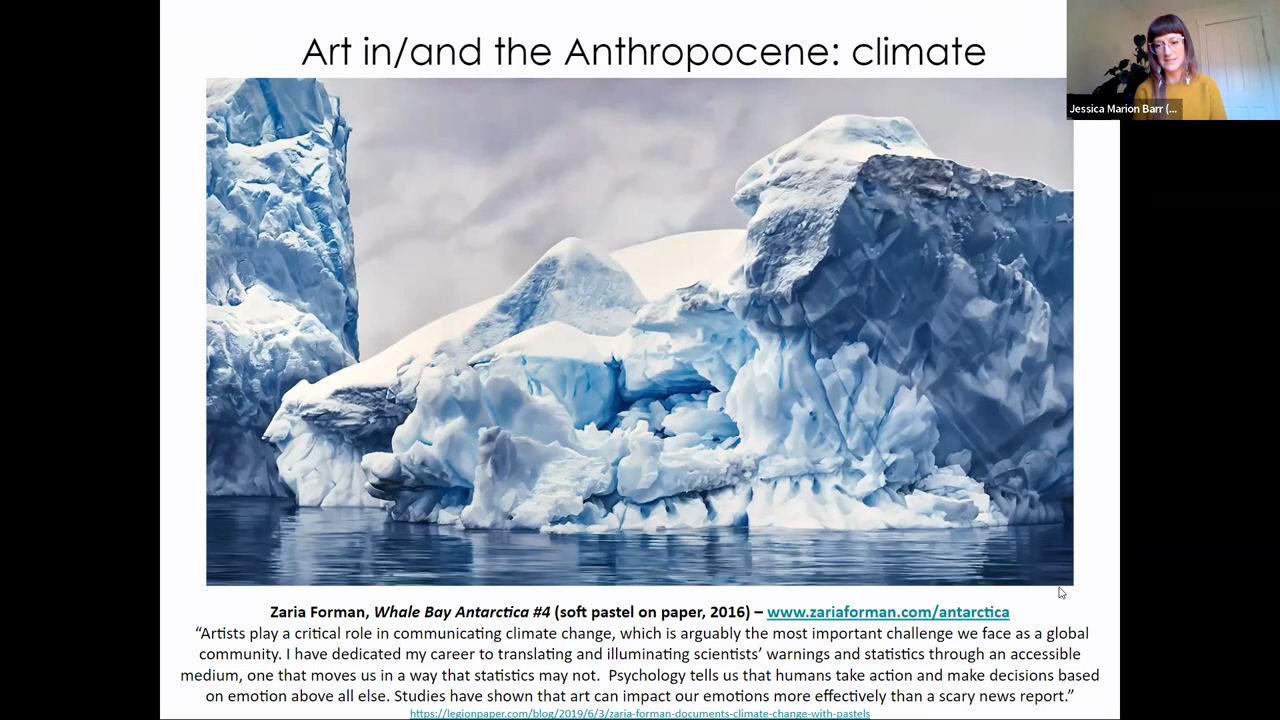 Art in/and the Anthropocene: climate
Jessica Marion Barr (...
Zaria Forman, Whale Bay Antarctica #4 (soft pastel on paper, 2016) – www.zariaforman.com/antarctica
“Artists play a critical role in communicating climate change, which is arguably the most important challenge we face as a global
community. I have dedicated my career to translating and illuminating scientists’ warnings and statistics through an accessible
medium, one that moves us in a way that statistics may not.  Psychology tells us that humans take action and make decisions based
on emotion above all else. Studies have shown that art can impact our emotions more effectively than a scary news report.”
https://legionpaper.com/blog/2019/6/3/zaria-forman-documents-climate-change-with-pastels